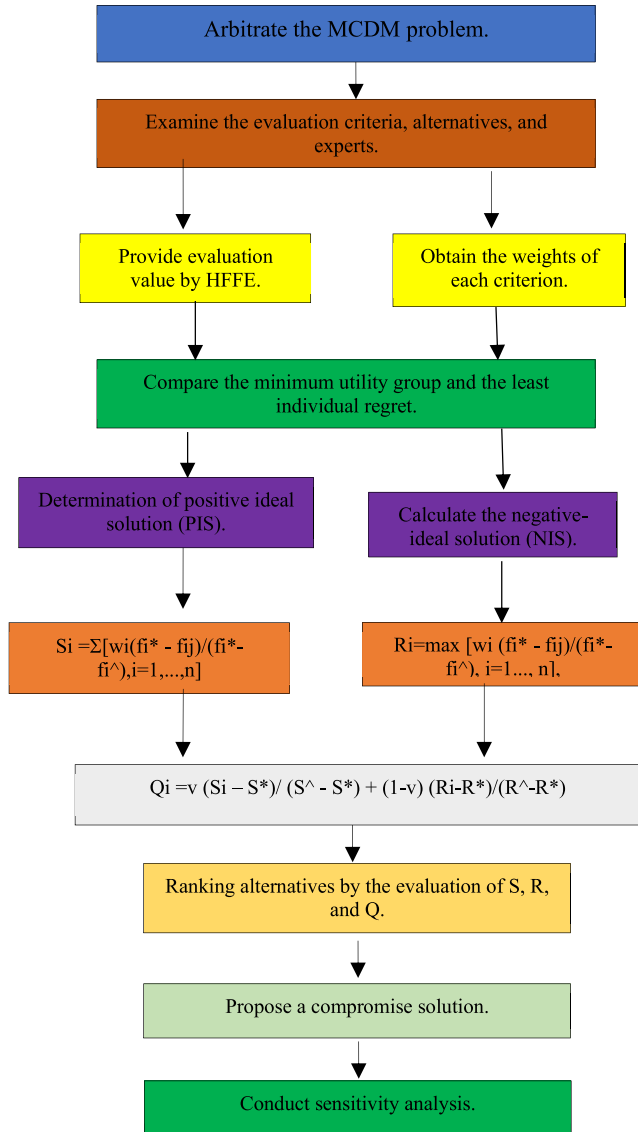 Arbitrate the MCDM problem.
Examine the evaluation criteria, alternatives, and
experts.
Provide evaluation
value by HFFE.
Obtain the weights of
each criterion.
Compare the minimum utility group and the least
individual regret.
Determination of positive ideal
solution (PIS).
Calculate the negative-
ideal solution (NIS).
Si =Σ[wi(fi* - fij)/(fi*-
fi^),i=1,...,n]
Ri=max [wi (fi* - fij)/(fi*-
fi^), i=1..., n],
Qi =v (Si – S*)/ (S^ - S*) + (1-v) (Ri-R*)/(R^-R*)
Ranking alternatives by the evaluation of S, R,
and Q.
Propose a compromise solution.
Conduct sensitivity analysis.